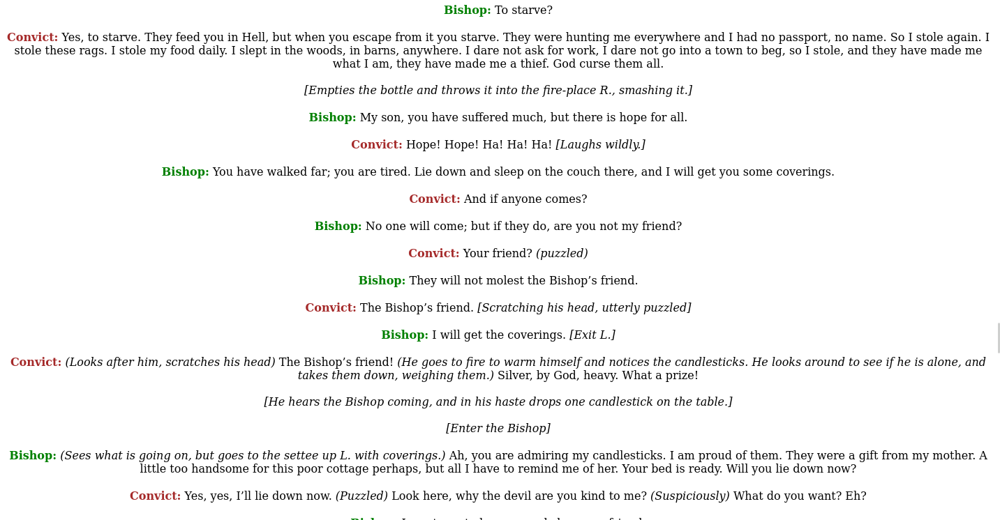 Bishop: To starve?
Convict: Yes, to starve. They feed you in Hell, but when you escape from it you starve. They were hunting me everywhere and I had no passport, no name. So I stole again. I
stole these rags. I stole my food daily. I slept in the woods, in barns, anywhere. I dare not ask for work, I dare not go into a town to beg, so I stole, and they have made me
what I am, they have made me a thief. God curse them all.
[Empties the bottle and throws it into the fire-place R., smashing it.]
Bishop: My son, you have suffered much, but there is hope for all.
Convict: Hope! Hope! Ha! Ha! Ha! [Laughs wildly.]
Bishop: You have walked far; you are tired. Lie down and sleep on the couch there, and I will get you some coverings.
Convict: And if anyone comes?
Bishop: No one will come; but if they do, are you not my friend?
Convict: Your friend? (puzzled)
Bishop: They will not molest the Bishop’s friend.
Convict: The Bishop’s friend. [Scratching his head, utterly puzzled]
Bishop: I will get the coverings. [Exit L.]
Convict: (Looks after him, scratches his head) The Bishop’s friend! (He goes to fire to warm himself and notices the candlesticks. He looks around to see if he is alone, and
takes them down, weighing them.) Silver, by God, heavy. What a prize!
[He hears the Bishop coming, and in his haste drops one candlestick on the table.]
[Enter the Bishop]
Bishop: (Sees what is going on, but goes to the settee up L. with coverings.) Ah, you are admiring my candlesticks. I am proud of them. They were a gift from my mother. A
little too handsome for this poor cottage perhaps, but all I have to remind me of her. Your bed is ready. Will you lie down now?
Convict: Yes, yes, I’ll lie down now. (Puzzled) Look here, why the devil are you kind to me? (Suspiciously) What do you want? Eh?